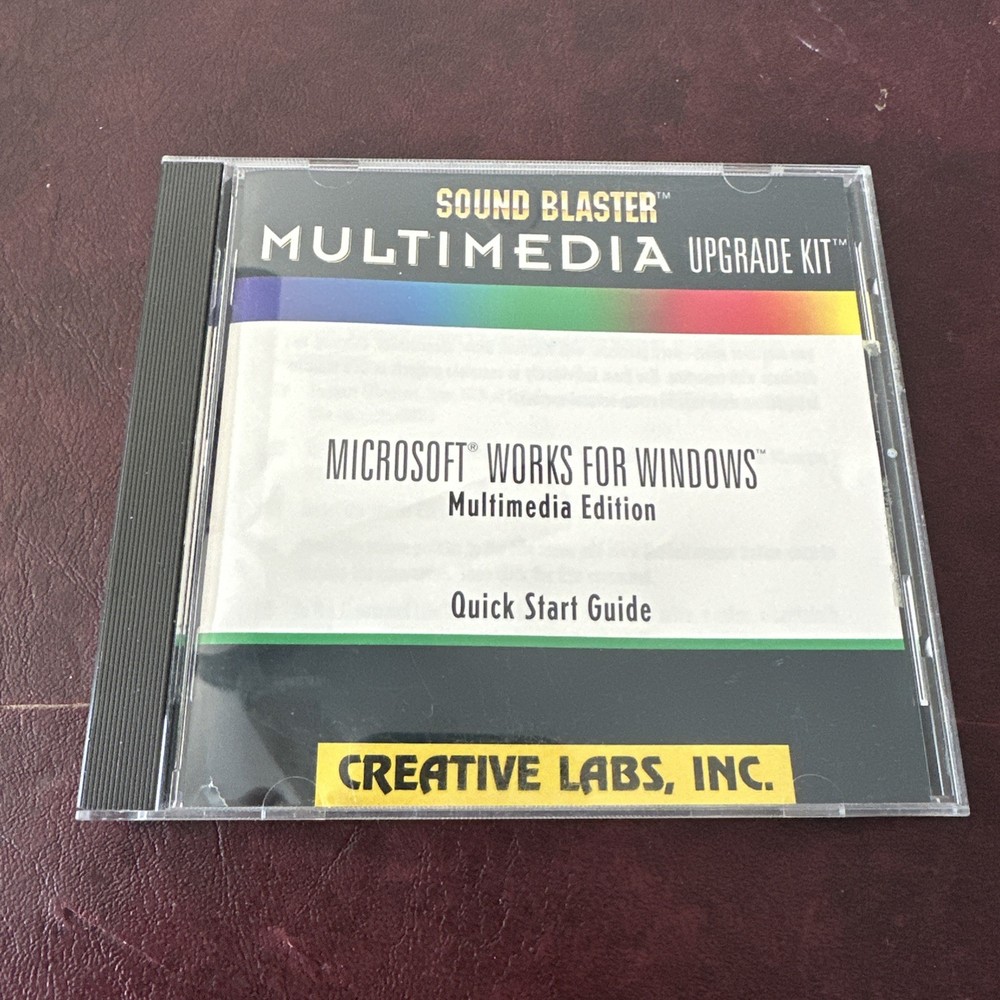 SOUND BLASTER™
MULTIMEDIA UPGRADE KIT™
MICROSOFT® WORKS FOR WINDOWS™
Multimedia Edition
Quick Start Guide
CREATIVE LABS, INC.